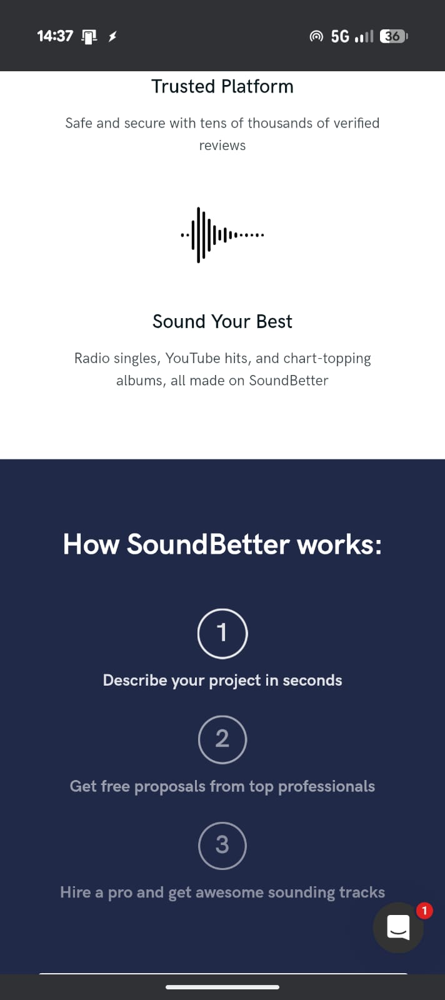 14:37
5G
36
Trusted Platform
Safe and secure with tens of thousands of verified
reviews
Sound Your Best
Radio singles, YouTube hits, and chart-topping
albums, all made on SoundBetter
How SoundBetter works:
1
Describe your project in seconds
2
Get free proposals from top professionals
3
Hire a pro and get awesome sounding tracks
1